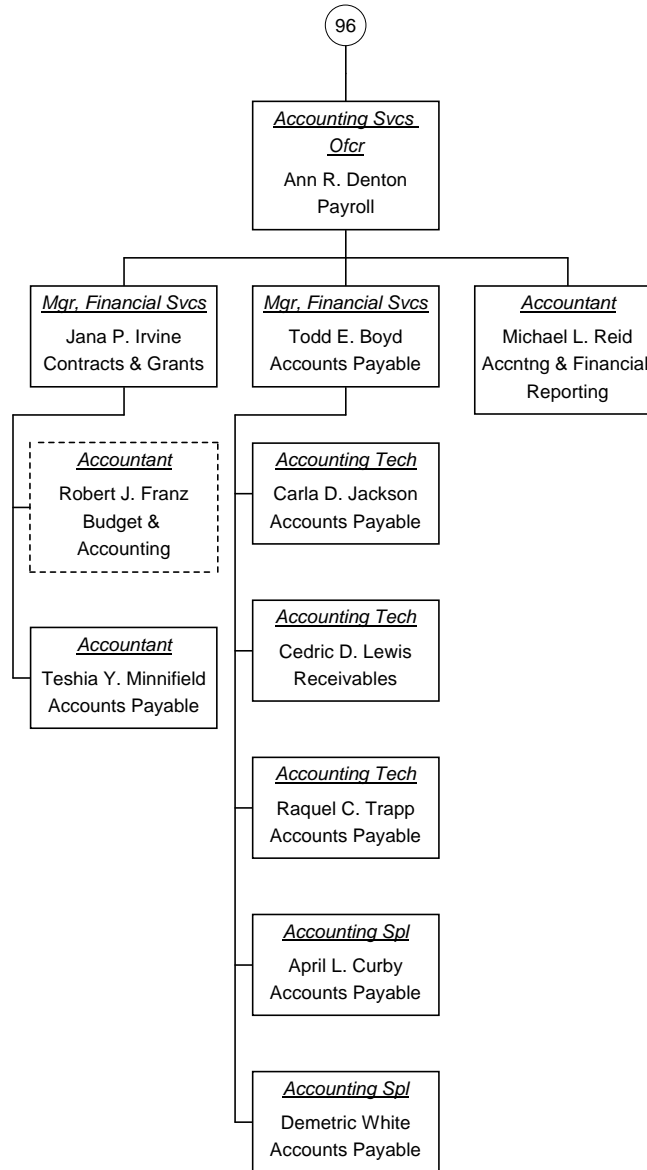 96
Accounting Svcs
Ofcr
Ann R. Denton
Payroll
Mgr, Financial Svcs
Jana P. Irvine
Contracts & Grants
Mgr, Financial Svcs
Todd E. Boyd
Accounts Payable
Accountant
Michael L. Reid
Accntng & Financial
Reporting
Accountant
Robert J. Franz
Budget &
Accounting
Accountant
Teshia Y. Minnifield
Accounts Payable
Accounting Tech
Carla D. Jackson
Accounts Payable
Accounting Tech
Cedric D. Lewis
Receivables
Accounting Tech
Raquel C. Trapp
Accounts Payable
Accounting Spl
April L. Curby
Accounts Payable
Accounting Spl
Demetric White
Accounts Payable